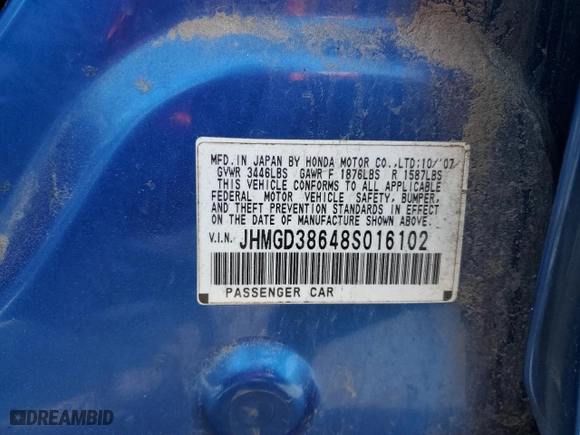 MFD. IN JAPAN BY HONDA MOTOR CO.,LTD:10/'07
GVWR 3446LBS GAWR F 1876LBS R 1587LBS
THIS VEHICLE CONFORMS TO ALL APPLICABLE
FEDERAL MOTOR VEHICLE SAFETY, BUMPER,
AND THEFT PREVENTION STANDARDS IN EFFECT
ON THE DATE OF MANUFACTURE SHOWN ABOVE.
V.I.N. JHMGD38648S016102
PASSENGER CAR
DREAMBID